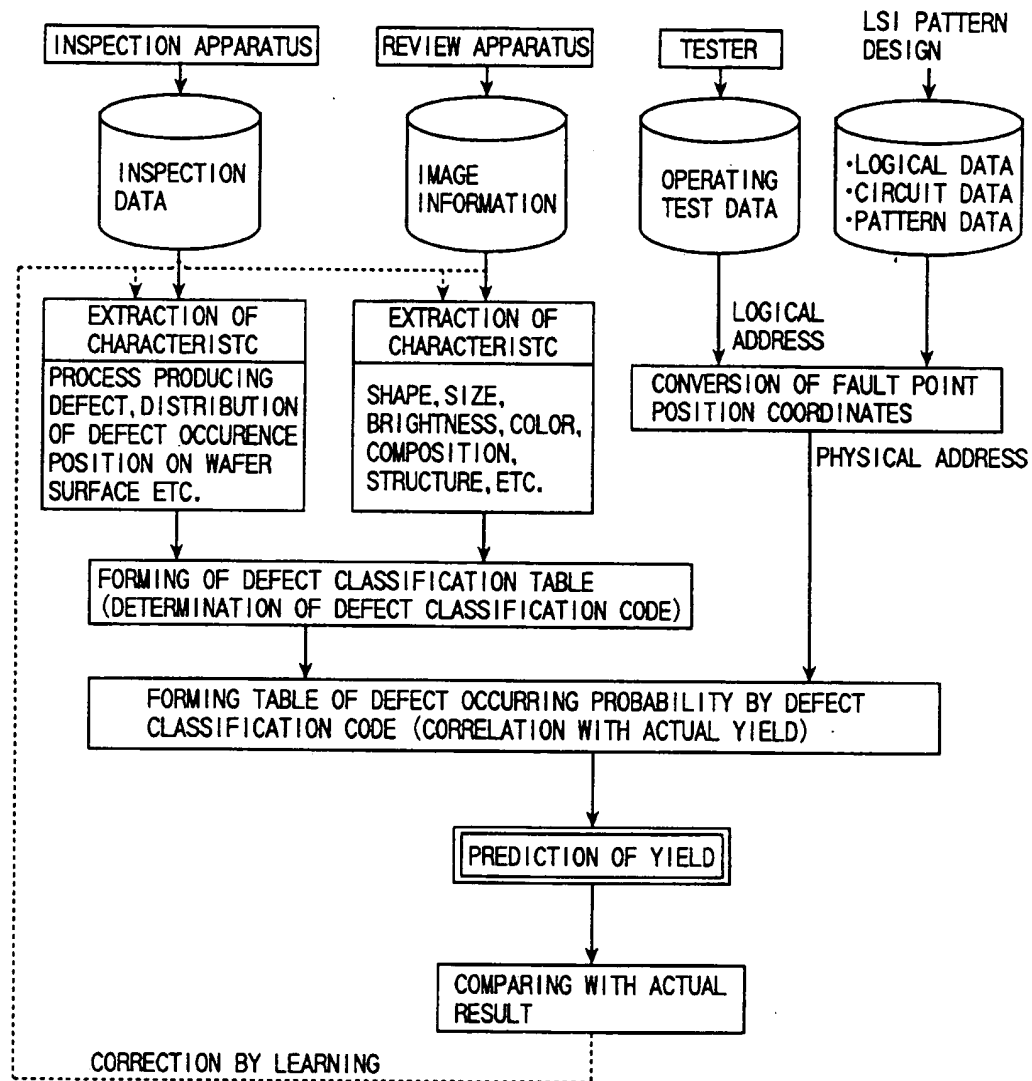 INSPECTION APPARATUS
REVIEW APPARATUS
TESTER
LSI PATTERN
DESIGN
INSPECTION
DATA
IMAGE
INFORMATION
OPERATING
TEST DATA
•LOGICAL DATA
•CIRCUIT DATA
•PATTERN DATA
EXTRACTION OF
CHARACTERISTC
PROCESS PRODUCING
DEFECT, DISTRIBUTION
OF DEFECT OCCURENCE
POSITION ON WAFER
SURFACE ETC.
EXTRACTION OF
CHARACTERISTC
SHAPE, SIZE,
BRIGHTNESS, COLOR,
COMPOSITION,
STRUCTURE, ETC.
LOGICAL
ADDRESS
CONVERSION OF FAULT POINT
POSITION COORDINATES
PHYSICAL ADDRESS
FORMING OF DEFECT CLASSIFICATION TABLE
(DETERMINATION OF DEFECT CLASSIFICATION CODE)
FORMING TABLE OF DEFECT OCCURRING PROBABILITY BY DEFECT
CLASSIFICATION CODE (CORRELATION WITH ACTUAL YIELD)
PREDICTION OF YIELD
COMPARING WITH ACTUAL
RESULT
CORRECTION BY LEARNING